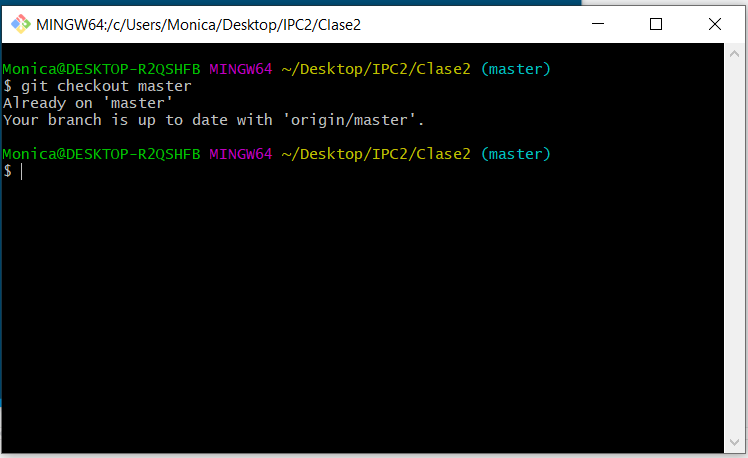 MINGW64:/c/Users/Monica/Desktop/IPC2/Clase2
Monica@DESKTOP-R2QSHFB MINGW64 ~/Desktop/IPC2/Clase2 (master)
$ git checkout master
Already on 'master'
Your branch is up to date with 'origin/master'.
Monica@DESKTOP-R2QSHFB MINGW64 ~/Desktop/IPC2/Clase2 (master)
$